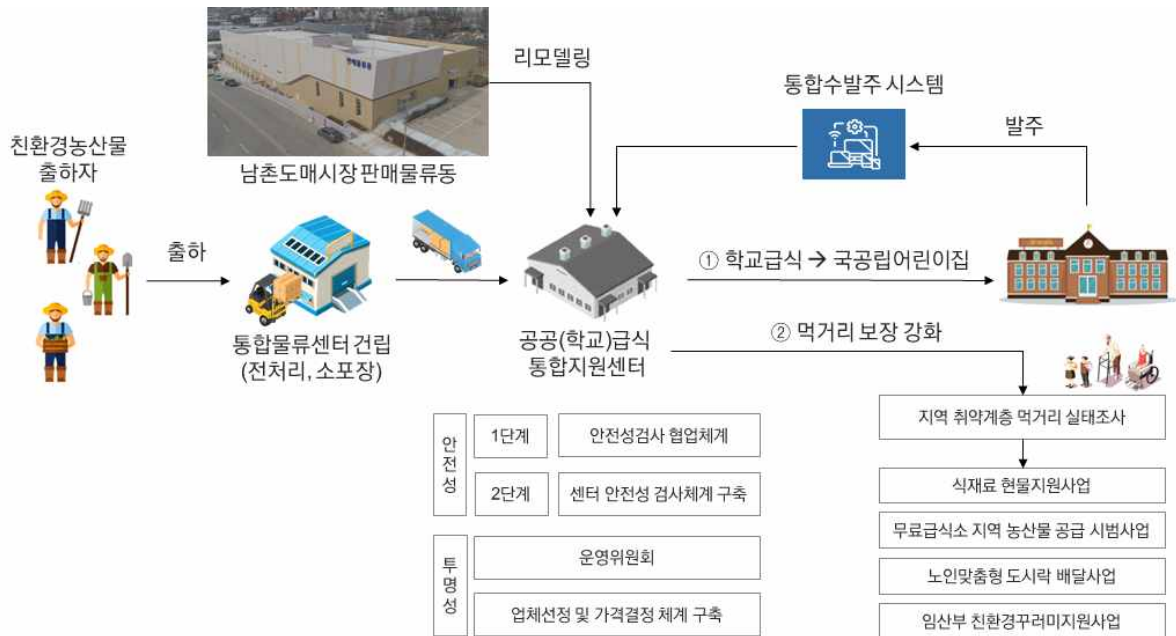 리모델링
통합수발주 시스템
발주
친환경농산물
출하자
남촌도매시장 판매물류동
출하
① 학교급식 → 국공립어린이집
통합물류센터 건립
(전처리, 소포장)
공공(학교)급식
통합지원센터
② 먹거리 보장 강화
안전성
1단계
안전성검사 협업체계
2단계
센터 안전성 검사체계 구축
투명성
운영위원회
업체선정 및 가격결정 체계 구축
지역 취약계층 먹거리 실태조사
식재료 현물지원사업
무료급식소 지역 농산물 공급 시범사업
노인맞춤형 도시락 배달사업
임산부 친환경꾸러미지원사업